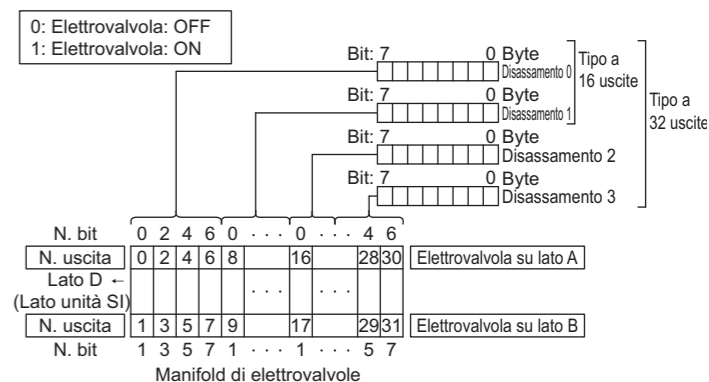 0: Elettrovalvola: OFF
1: Elettrovalvola: ON
Bit: 7 0 Byte
Disassamento 0
Bit: 7 0 Byte
Disassamento 1
Tipo a
16 uscite
Bit: 7 0 Byte
Disassamento 2
Bit: 7 0 Byte
Disassamento 3
Tipo a
32 uscite
N. bit 0 2 4 6 0 · · · 0 · · · 4 6
N. uscita 0 2 4 6 8 16 28 30 Elettrovalvola su lato A
Lato D ←
(Lato unità SI)
· · · · · ·
N. uscita 1 3 5 7 9 17 29 31 Elettrovalvola su lato B
N. bit 1 3 5 7 1 · · · 1 · · · 5 7
Manifold di elettrovalvole